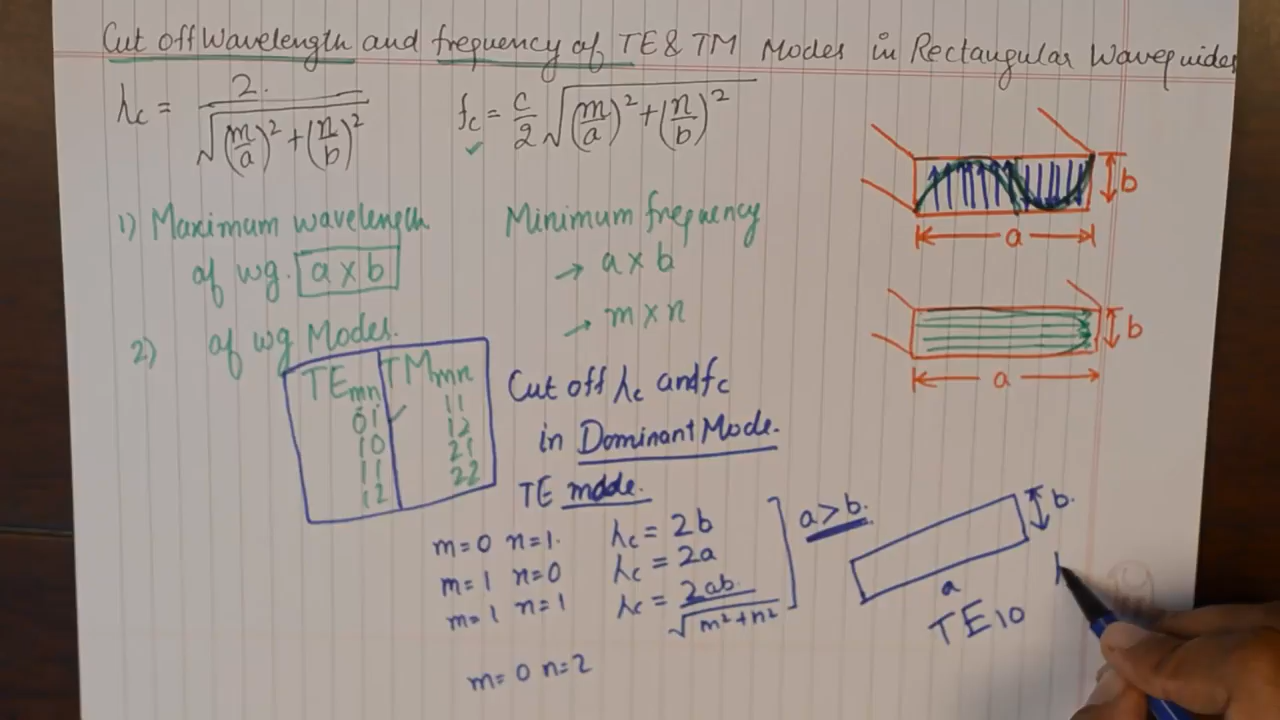 Cut off Wavelength and frequency of TE & TM Modes in Rectangular Waveguides
λc = 2 / √((m/a)² + (n/b)²)
fc = c/2 √((m/a)² + (n/b)²)
1) Maximum wavelength
of wg. a x b
2) of wg Modes.
Minimum frequency
→ a x b
→ m x n
TEmn TMmn
01 11
10 12
11 21
12 22
Cut off λc and fc
in Dominant Mode.
TE mode.
m=0 n=1. λc = 2b
m=1 n=0 λc = 2a
m=1 n=1 λc = 2ab / √m²+n²
m=0 n=2
a > b.
b
a
b
a
b.
a
TE10